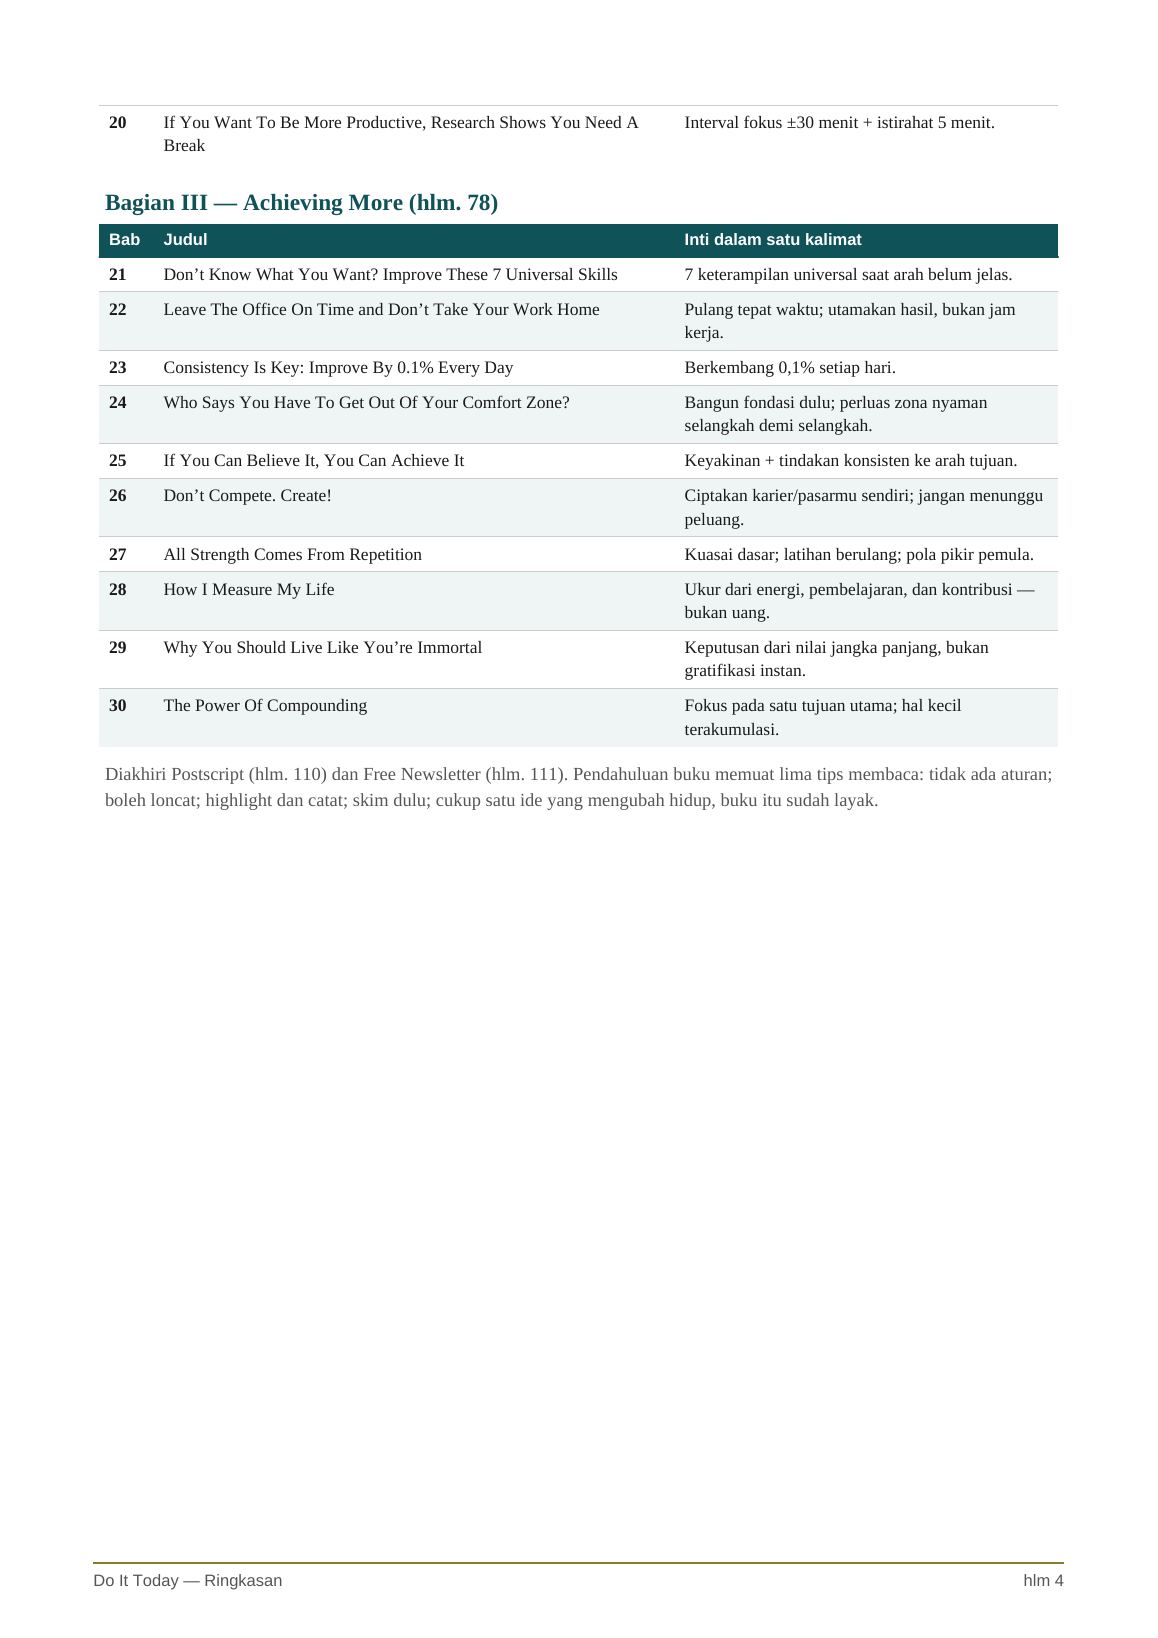 20 If You Want To Be More Productive, Research Shows You Need A Interval fokus ±30 menit + istirahat 5 menit.
Break
Bagian III — Achieving More (hlm. 78)
Bab Judul Inti dalam satu kalimat
21 Don’t Know What You Want? Improve These 7 Universal Skills 7 keterampilan universal saat arah belum jelas.
22 Leave The Office On Time and Don’t Take Your Work Home Pulang tepat waktu; utamakan hasil, bukan jam
kerja.
23 Consistency Is Key: Improve By 0.1% Every Day Berkembang 0,1% setiap hari.
24 Who Says You Have To Get Out Of Your Comfort Zone? Bangun fondasi dulu; perluas zona nyaman
selangkah demi selangkah.
25 If You Can Believe It, You Can Achieve It Keyakinan + tindakan konsisten ke arah tujuan.
26 Don’t Compete. Create! Ciptakan karier/pasarmu sendiri; jangan menunggu
peluang.
27 All Strength Comes From Repetition Kuasai dasar; latihan berulang; pola pikir pemula.
28 How I Measure My Life Ukur dari energi, pembelajaran, dan kontribusi —
bukan uang.
29 Why You Should Live Like You’re Immortal Keputusan dari nilai jangka panjang, bukan
gratifikasi instan.
30 The Power Of Compounding Fokus pada satu tujuan utama; hal kecil
terakumulasi.
Diakhiri Postscript (hlm. 110) dan Free Newsletter (hlm. 111). Pendahuluan buku memuat lima tips membaca: tidak ada aturan;
boleh loncat; highlight dan catat; skim dulu; cukup satu ide yang mengubah hidup, buku itu sudah layak.
Do It Today — Ringkasan hlm 4